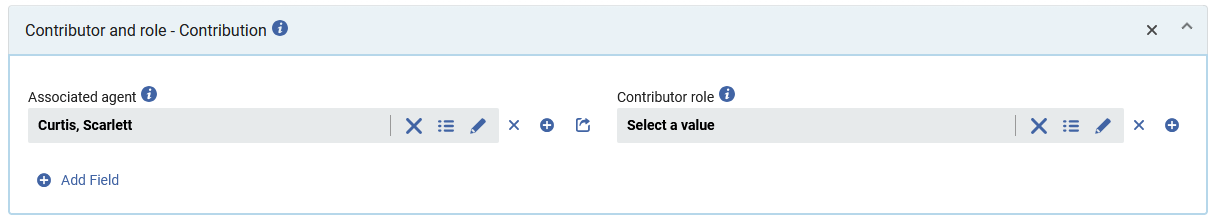 Contributor and role - Contribution
Associated agent
Contributor role
Curtis, Scarlett
Select a value
Add Field